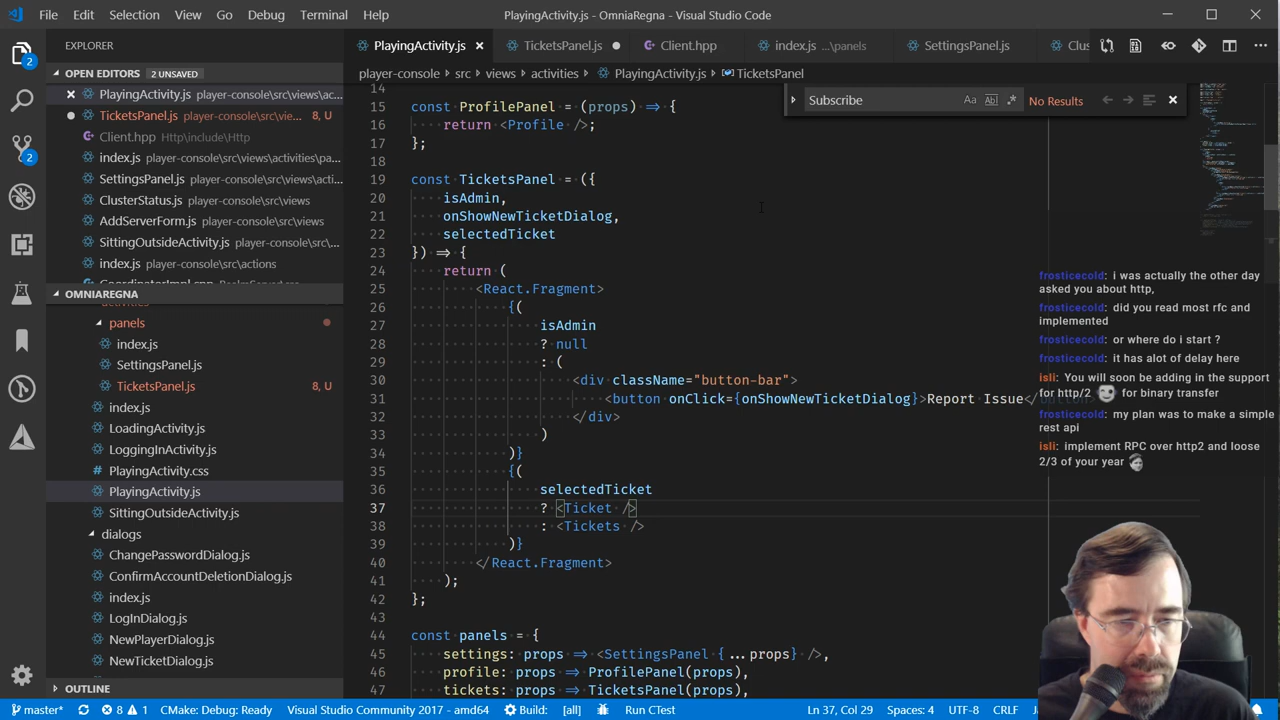 File Edit Selection View Go Debug Terminal Help PlayingActivity.js - OmniaRegna - Visual Studio Code
EXPLORER
OPEN EDITORS 2 UNSAVED
PlayingActivity.js player-console\src\views\ac...
TicketsPanel.js player-console\src\vie... 8, U
Client.hpp Http\include\Http
index.js player-console\src\views\activities\pa...
SettingsPanel.js player-console\src\views\acti...
ClusterStatus.js player-console\src\views\acti...
AddServerForm.js player-console\src\views\...
SittingOutsideActivity.js player-console\src\...
index.js player-console\src\actions
OMNIAREGNA
activities
panels
index.js
SettingsPanel.js
TicketsPanel.js 8, U
index.js
LoadingActivity.js
LoggingInActivity.js
PlayingActivity.css
PlayingActivity.js
SittingOutsideActivity.js
dialogs
ChangePasswordDialog.js
ConfirmAccountDeletionDialog.js
index.js
LogInDialog.js
NewPlayerDialog.js
NewTicketDialog.js
OUTLINE
PlayingActivity.js TicketsPanel.js Client.hpp index.js ...\panels SettingsPanel.js Clus
player-console > src > views > activities > PlayingActivity.js > TicketsPanel
Subscribe Aa Abl .* No Results
14
15 const ProfilePanel = (props) => {
16 return <Profile />;
17 };
18
19 const TicketsPanel = ({
20 isAdmin,
21 onShowNewTicketDialog,
22 selectedTicket
23 }) => {
24 return (
25 <React.Fragment>
26 {(
27 isAdmin
28 ? null
29 : (
30 <div className="button-bar">
31 <button onClick={onShowNewTicketDialog}>Report Issue</
32 </div>
33 )
34 )}
35 {(
36 selectedTicket
37 ? <Ticket />
38 : <Tickets />
39 )}
40 </React.Fragment>
41 );
42 };
43
44 const panels = {
45 settings: props => <SettingsPanel {...props} />,
46 profile: props => ProfilePanel(props),
47 tickets: props => TicketsPanel(props),
frosticecold: i was actually the other day
asked you about http,
frosticecold: did you read most rfc and
implemented
frosticecold: or where do i start ?
frosticecold: it has alot of delay here
isli: You will soon be adding in the support
for http/2 for binary transfer
frosticecold: my plan was to make a simple
rest api
isli: implement RPC over http2 and loose
2/3 of your year
2
2
master* 8 1 CMake: Debug: Ready Visual Studio Community 2017 - amd64 Build: [all] Run CTest Ln 37, Col 29 Spaces: 4 UTF-8 CRLF